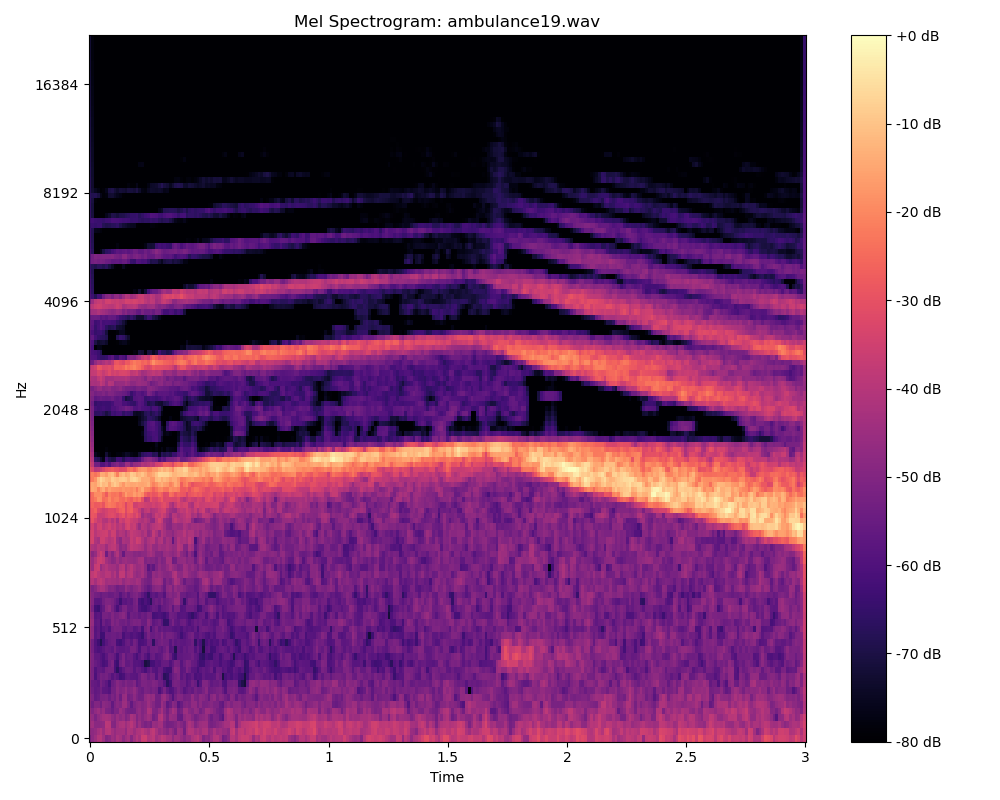 Mel Spectrogram: ambulance19.wav
+0 dB
16384
-10 dB
8192
-20 dB
4096
-30 dB
Hz
2048
-40 dB
-50 dB
1024
-60 dB
512
-70 dB
0
-80 dB
0 0.5 1 1.5 2 2.5 3
Time